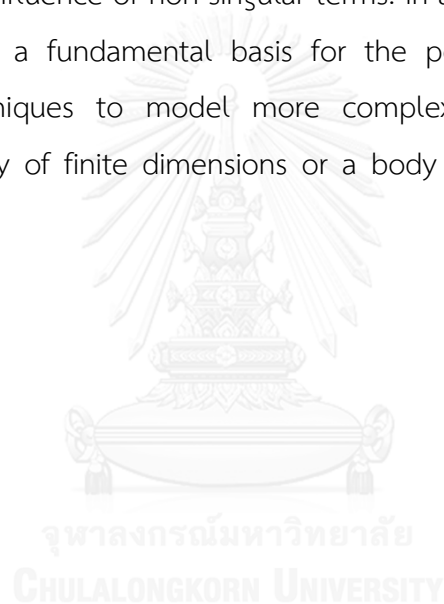 fluence of non-singular terms. In a
a fundamental basis for the p
niques to model more complex
y of finite dimensions or a body
จุฬาลงกรณ์มหาวิทยาลัย
CHULALONGKORN UNIVERSITY